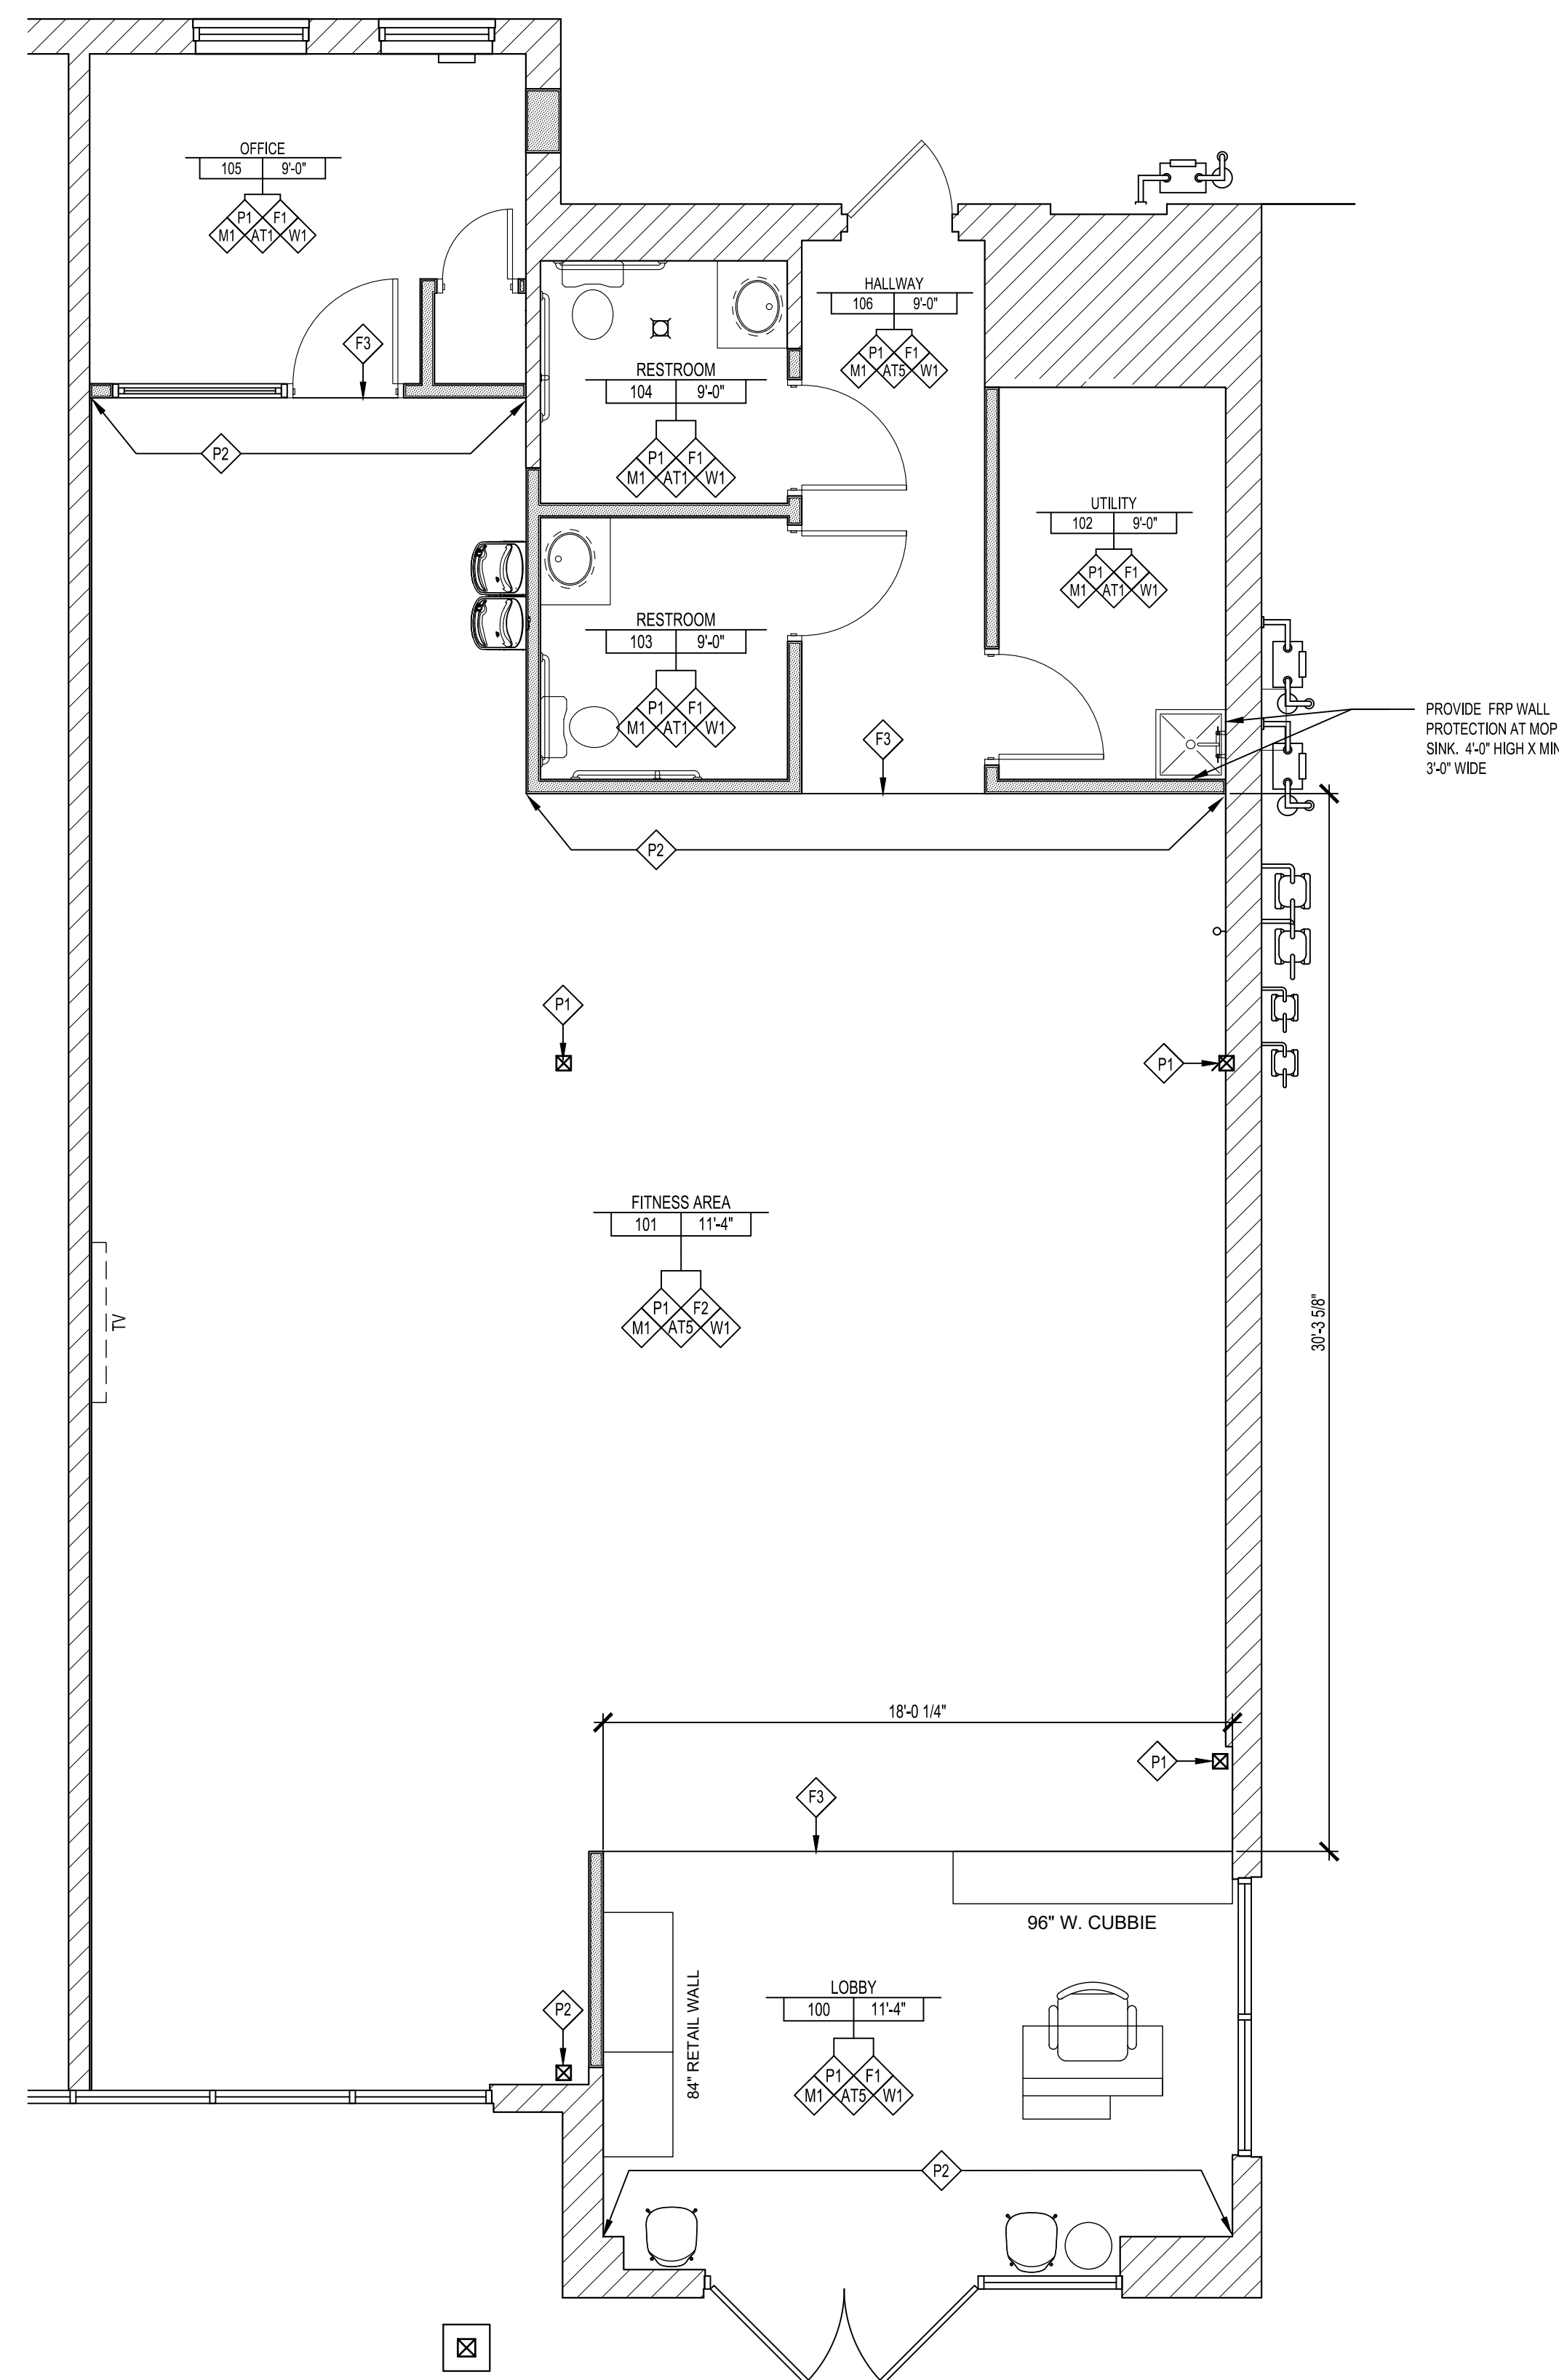 OFFICE
105 9'-0"
P1 F1
M1 AT1 W1
F3
P2
HALLWAY
106 9'-0"
P1 F1
M1 AT5 W1
RESTROOM
104 9'-0"
P1 F1
M1 AT1 W1
UTILITY
102 9'-0"
P1 F1
M1 AT1 W1
RESTROOM
103 9'-0"
P1 F1
M1 AT1 W1
F3
PROVIDE FRP WALL
PROTECTION AT MOP
SINK. 4'-0" HIGH X MIN
3'-0" WIDE
P2
P1
P1
FITNESS AREA
101 11'-4"
P1 F2
M1 AT5 W1
TV
30'-3 5/8"
18'-0 1/4"
P1
F3
96" W. CUBBIE
84" RETAIL WALL
LOBBY
100 11'-4"
P1 F1
M1 AT5 W1
P2
P2